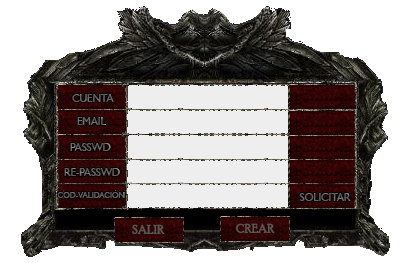 CUENTA
EMAIL
PASSWD
RE-PASSWD
COD-VALIDACION SOLICITAR
SALIR CREAR